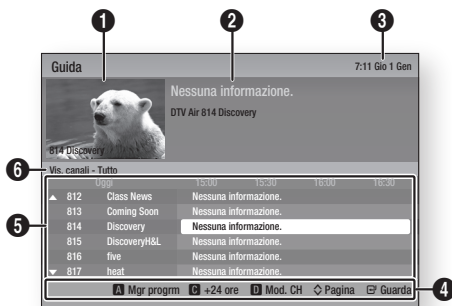 1 2 3
Guida 7:11 Gio 1 Gen
Nessuna informazione.
DTV Air 814 Discovery
814 Discovery
6 Vis. canali - Tutto
Oggi 15:00 15:30 16:00 16:30
5
▲ 812 Class News Nessuna informazione.
813 Coming Soon Nessuna informazione.
814 Discovery Nessuna informazione.
815 DiscoveryH&L Nessuna informazione.
816 five Nessuna informazione.
▼ 817 heat Nessuna informazione.
A Mgr progrm C +24 ore D Mod. CH Pagina Guarda 4